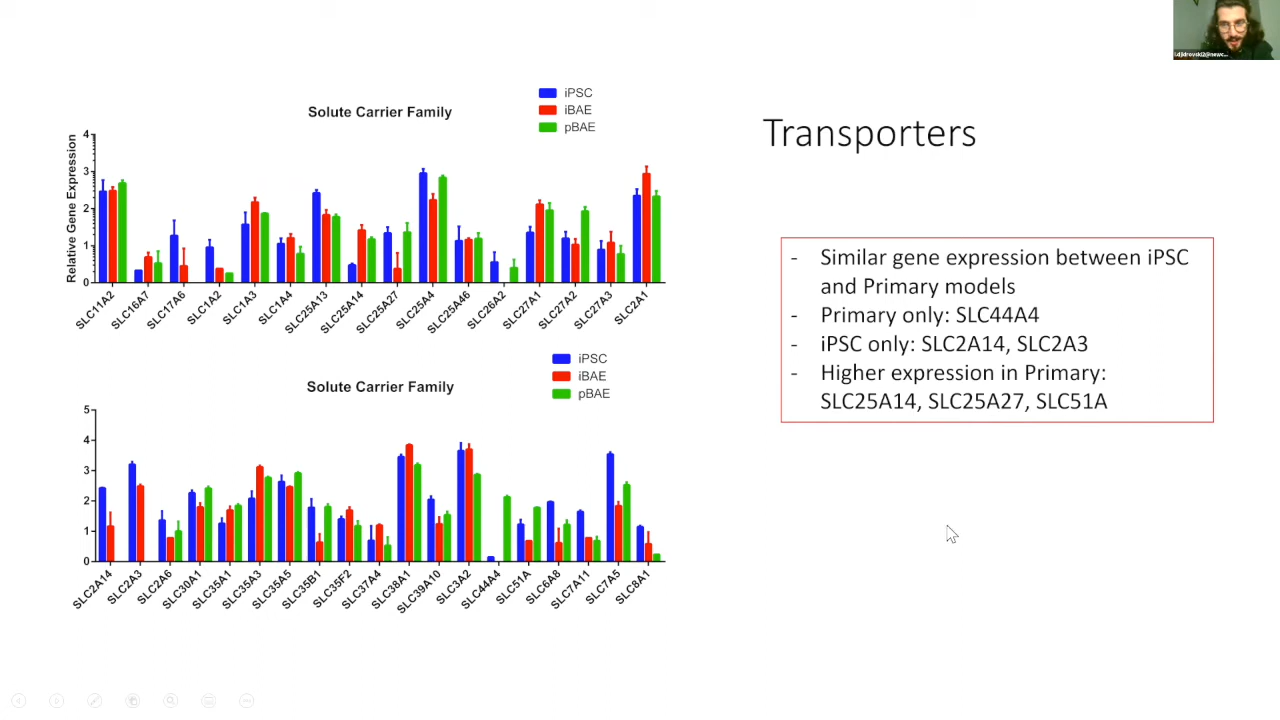 Solute Carrier Family
iPSC
iBAE
pBAE
Relative Gene Expression
4
3
2
1
0
SLC11A2
SLC16A7
SLC17A6
SLC1A2
SLC1A3
SLC1A4
SLC25A13
SLC25A14
SLC25A27
SLC25A4
SLC25A46
SLC26A2
SLC27A1
SLC27A2
SLC27A3
SLC2A1
Solute Carrier Family
iPSC
iBAE
pBAE
5
4
3
2
1
0
SLC2A14
SLC2A3
SLC2A6
SLC30A1
SLC35A1
SLC35A3
SLC35A5
SLC35B1
SLC35F2
SLC37A4
SLC38A1
SLC39A10
SLC3A2
SLC44A4
SLC51A
SLC6A8
SLC7A11
SLC7A5
SLC8A1
Transporters
- Similar gene expression between iPSC
and Primary models
- Primary only: SLC44A4
- iPSC only: SLC2A14, SLC2A3
- Higher expression in Primary:
SLC25A14, SLC25A27, SLC51A